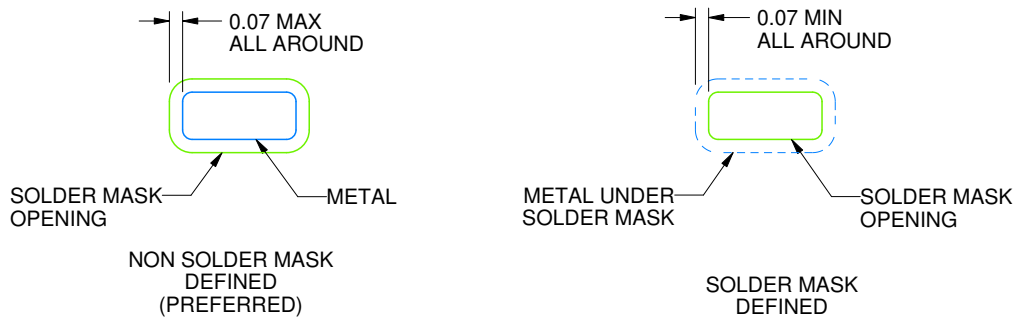 0.07 MAX
ALL AROUND
SOLDER MASK
OPENING
METAL
NON SOLDER MASK
DEFINED
(PREFERRED)
0.07 MIN
ALL AROUND
METAL UNDER
SOLDER MASK
SOLDER MASK
OPENING
SOLDER MASK
DEFINED